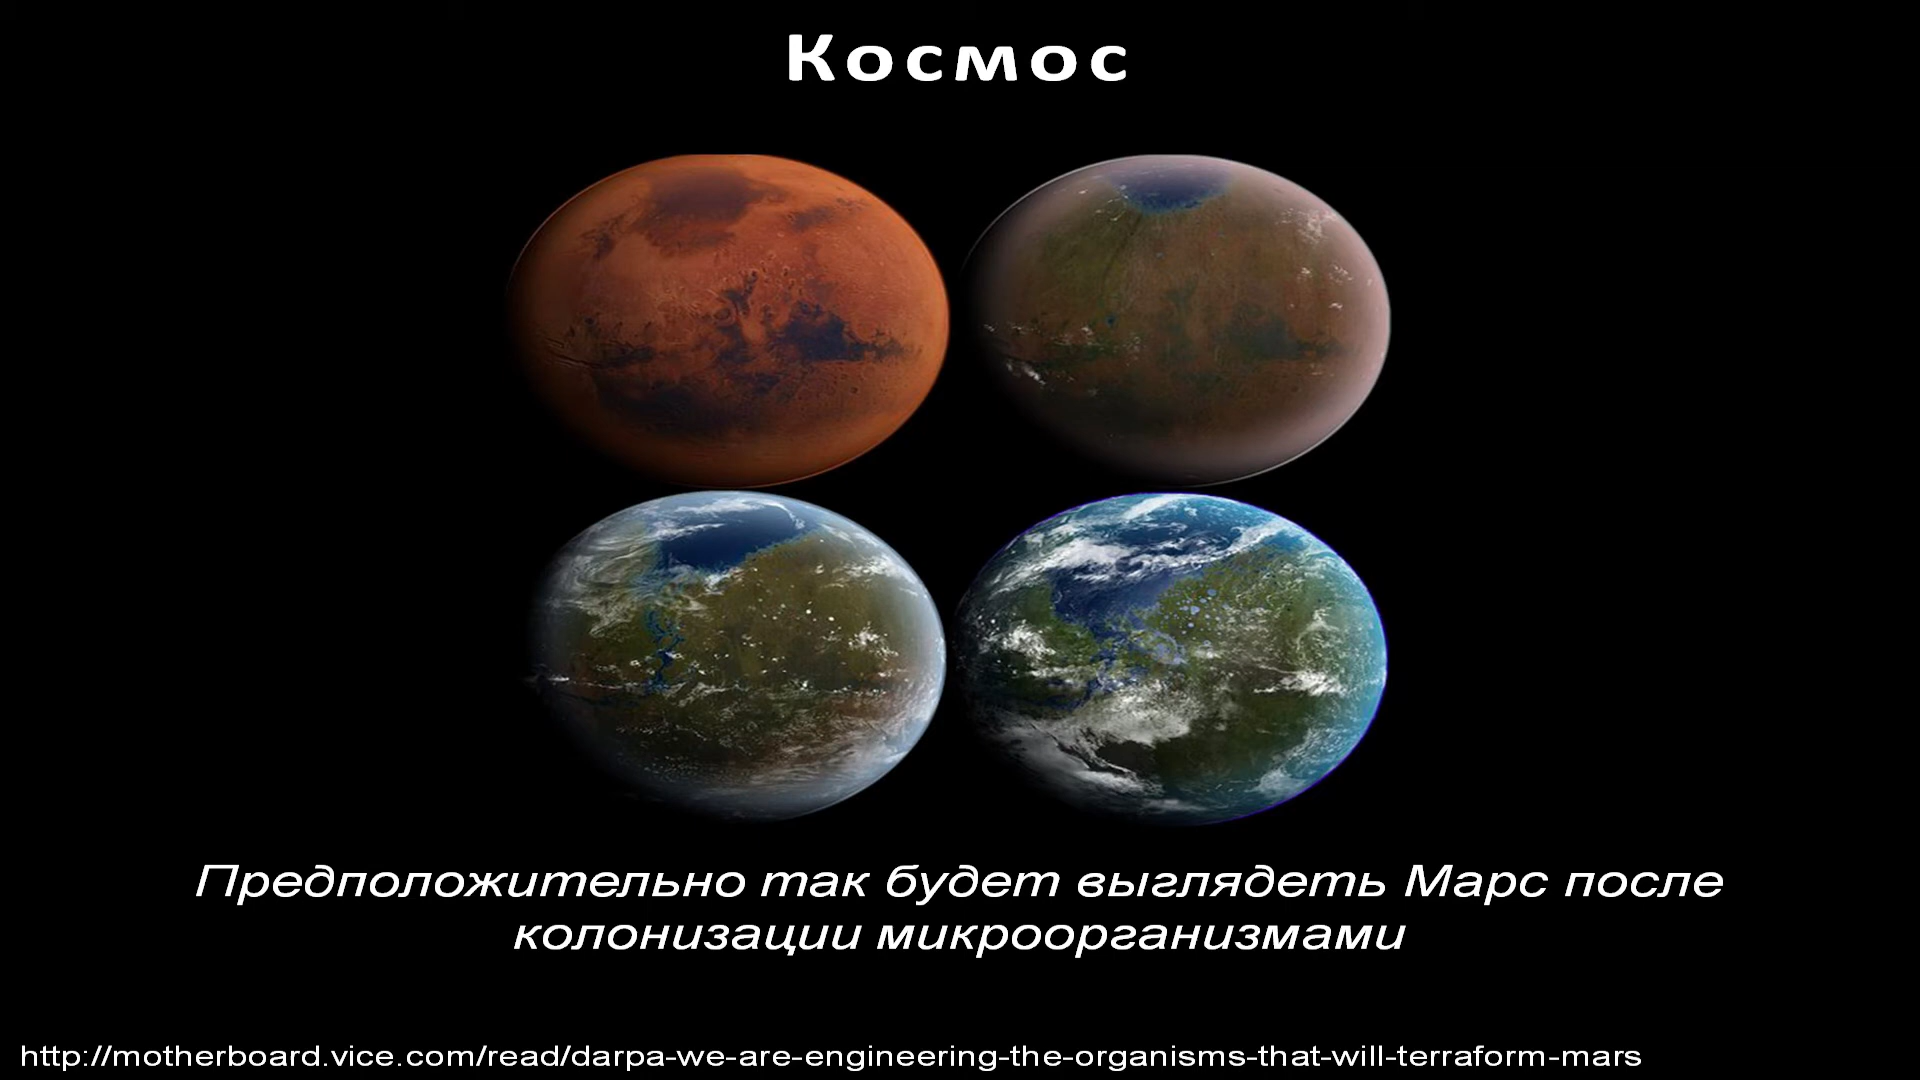 Космос
Предположительно так будет выглядеть Марс после
колонизации микроорганизмами
http://motherboard.vice.com/read/darpa-we-are-engineering-the-organisms-that-will-terraform-mars